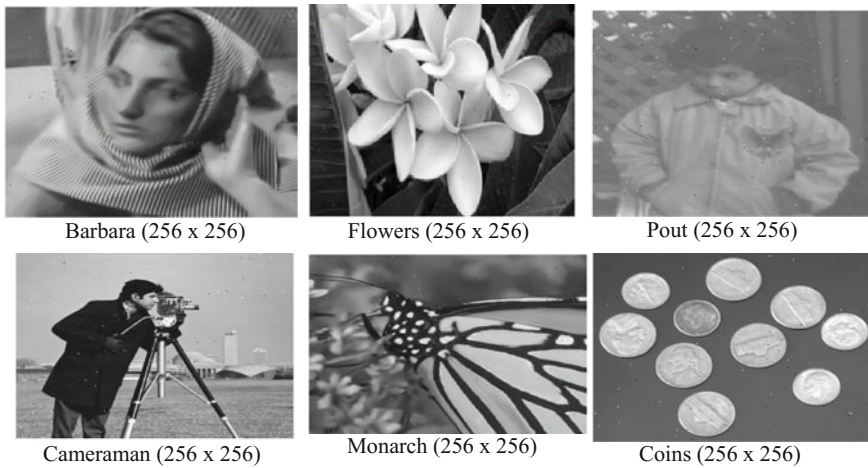 Barbara (256 x 256)
Flowers (256 x 256)
Pout (256 x 256)
Cameraman (256 x 256)
Monarch (256 x 256)
Coins (256 x 256)